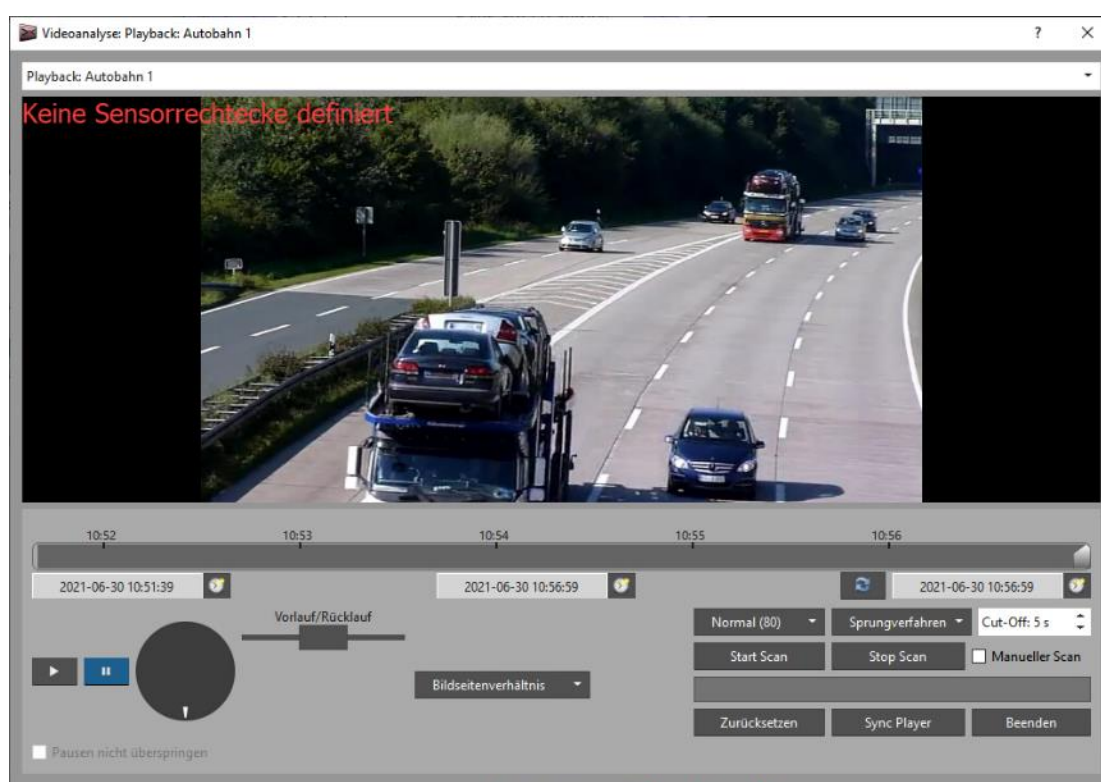 Videoanalyse: Playback: Autobahn 1
?
Playback: Autobahn 1
Keine Sensorrechtecke definiert
10:52 10:53 10:54 10:55 10:56
2021-06-30 10:51:39 2021-06-30 10:56:59 2021-06-30 10:56:59
Vorlauf/Rücklauf
Normal (80) Sprungverfahren Cut-Off: 5 s
Start Scan Stop Scan Manueller Scan
Bildseitenverhältnis
Zurücksetzen Sync Player Beenden
Pausen nicht überspringen